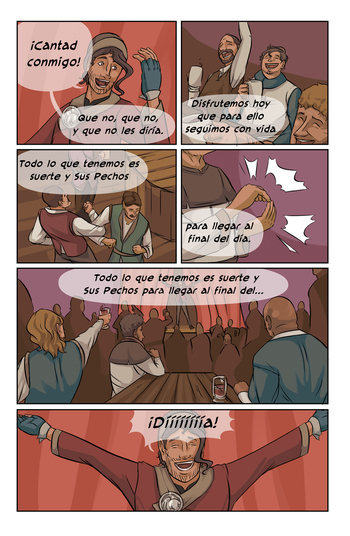 ¡Cantad
conmigo!
Que no, que no,
y que no les diría.
Disfrutemos hoy
que para ello
seguimos con vida
Todo lo que tenemos es
suerte y Sus Pechos
para llegar al
final del día.
Todo lo que tenemos es suerte y
Sus Pechos para llegar al final del...
¡Díííííííía!